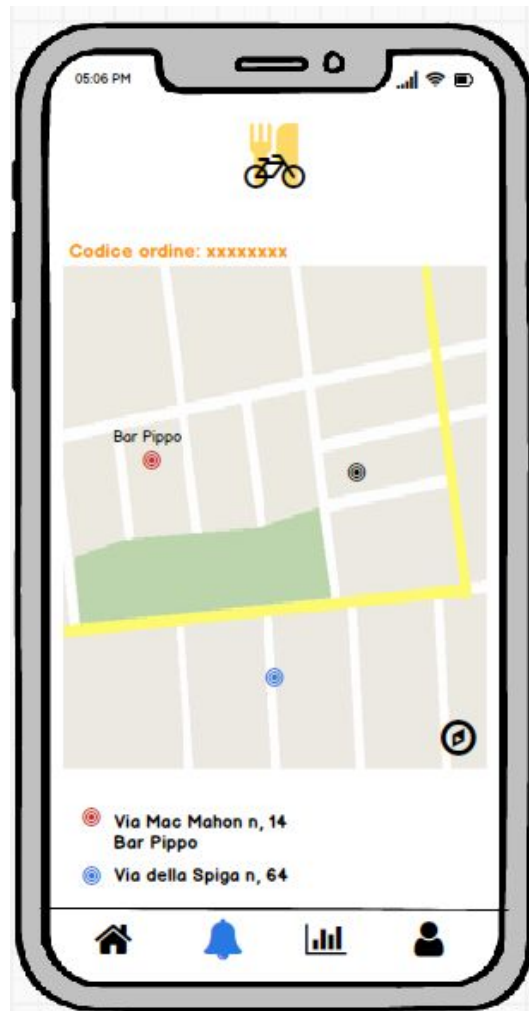 05:06 PM
Codice ordine: xxxxxxxx
Bar Pippo
Via Mac Mahon n, 14
Bar Pippo
Via della Spiga n, 64